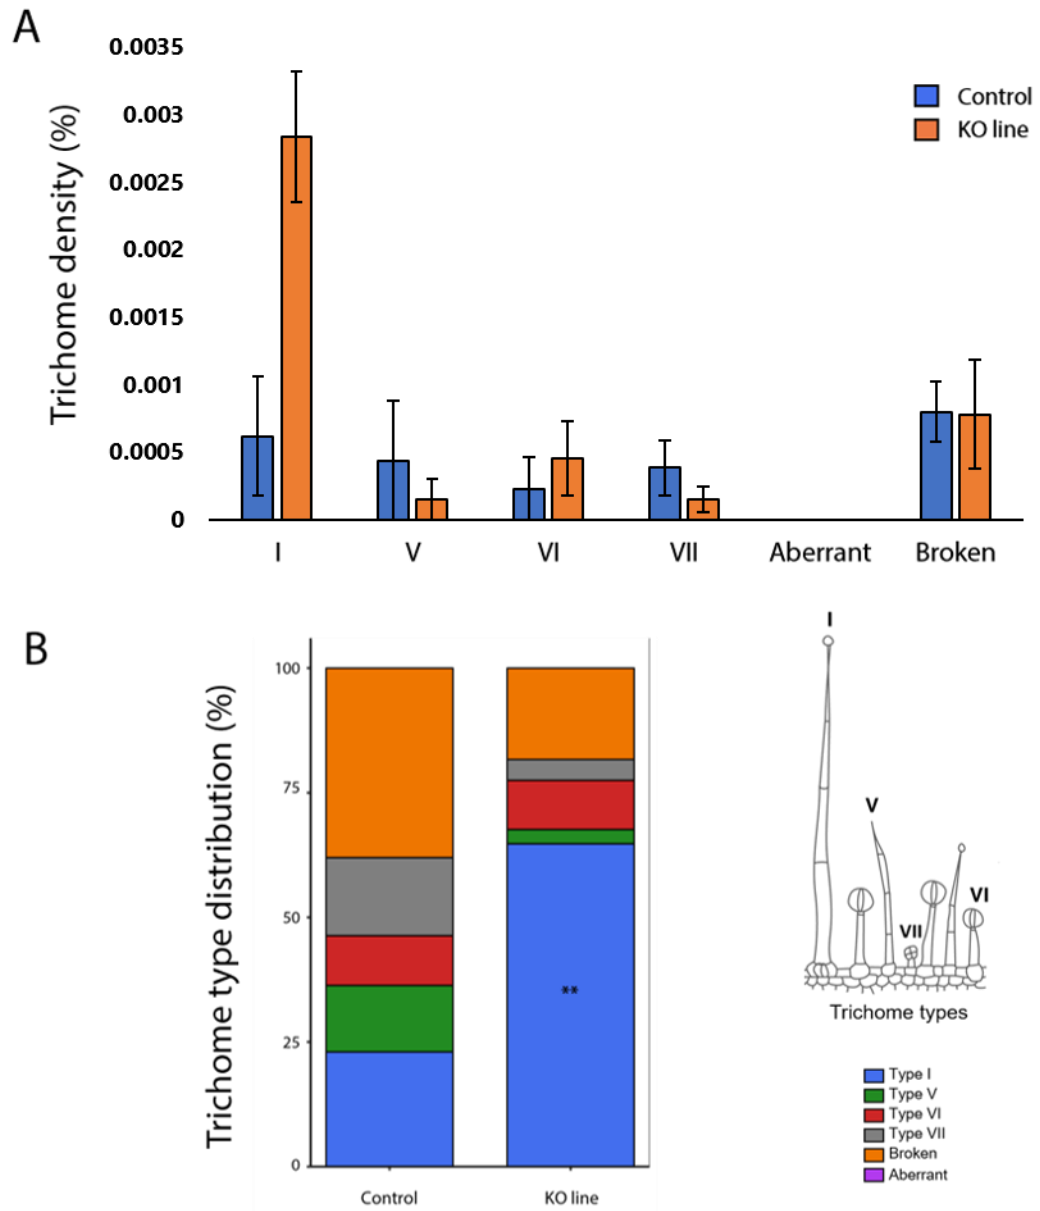 A
Trichome density (%)
0.0035
0.003
0.0025
0.002
0.0015
0.001
0.0005
0
Control
KO line
I V VI VII Aberrant Broken
B
Trichome type distribution (%)
100
75
50
25
0
**
Control KO line
I
V
VII
VI
Trichome types
Type I
Type V
Type VI
Type VII
Broken
Aberrant